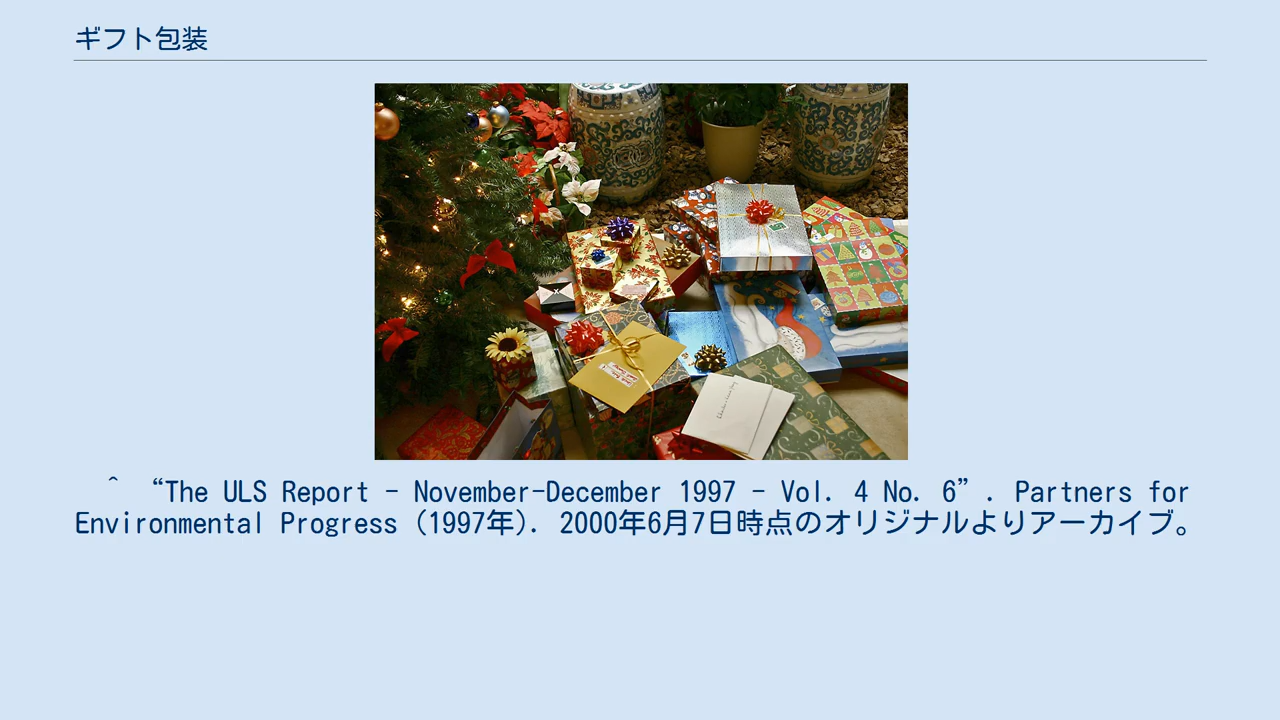 ギフト包装
^ “The ULS Report - November-December 1997 - Vol. 4 No. 6”. Partners for
Environmental Progress (1997年). 2000年6月7日時点のオリジナルよりアーカイブ。